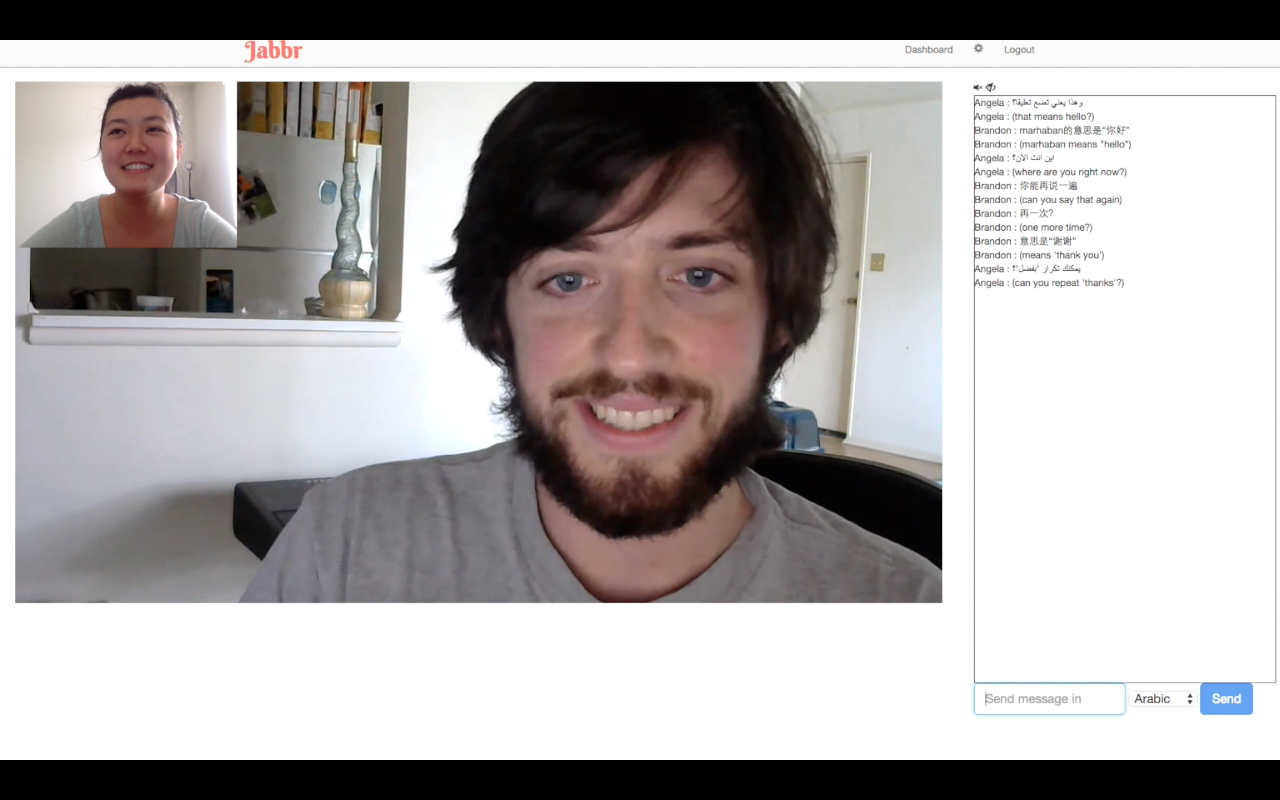 Jabbr
Dashboard
Logout
Angela : وهذا يعني تضع تعليقا؟
Angela : (that means hello?)
Brandon : marhaban的意思是“你好”
Brandon : (marhaban means "hello")
Angela : اين انت الآن؟
Angela : (where are you right now?)
Brandon : 你能再说一遍
Brandon : (can you say that again)
Brandon : 再一次?
Brandon : (one more time?)
Brandon : 意思是“谢谢”
Brandon : (means 'thank you')
Angela : يمكنك تكرار 'بفضل'؟
Angela : (can you repeat 'thanks'?)
Send message in
Arabic
Send